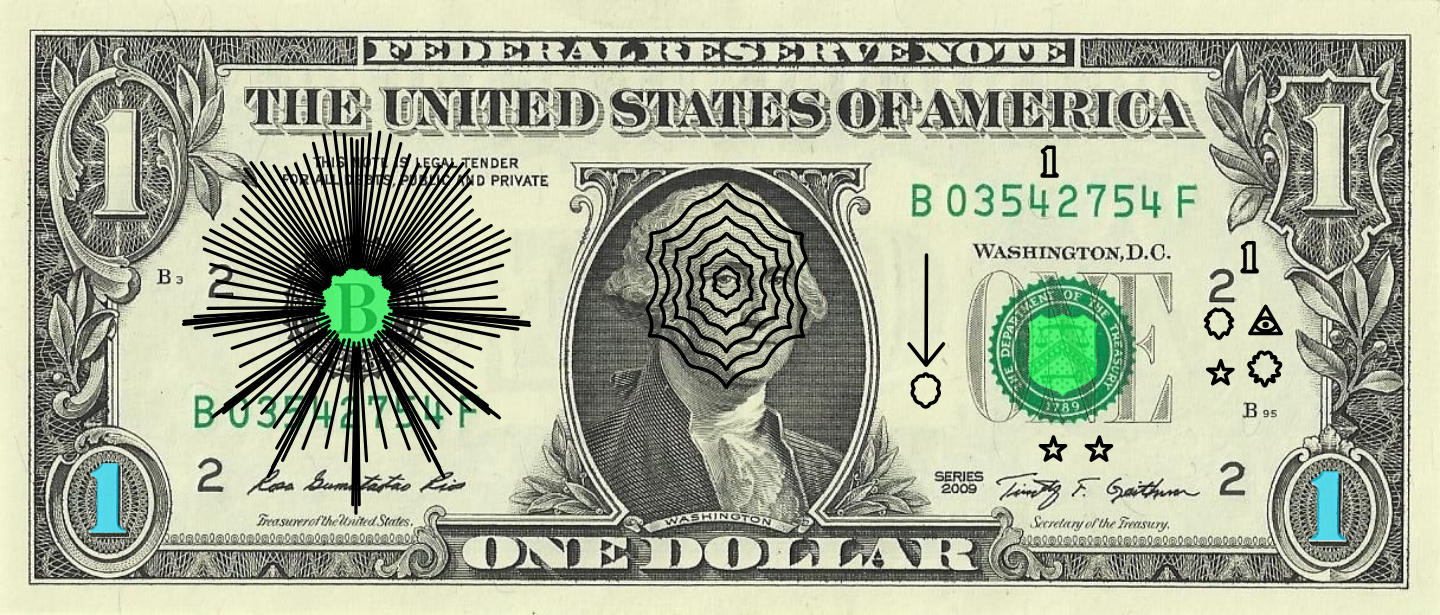 FEDERAL RESERVE NOTE
THE UNITED STATES OF AMERICA
1
1
THIS NOTE IS LEGAL TENDER
FOR ALL DEBTS, PUBLIC AND PRIVATE
1
B 03542754 F
WASHINGTON, D.C.
B 3
2
B
1
2
ONE
DEPARTMENT OF THE TREASURY
1789
THE
B 95
B 03542754 F
2
Rosa Gumataotao Rios
Treasurer of the United States.
WASHINGTON
SERIES
2009
Timothy F. Geithner
2
Secretary of the Treasury.
1
1
ONE DOLLAR